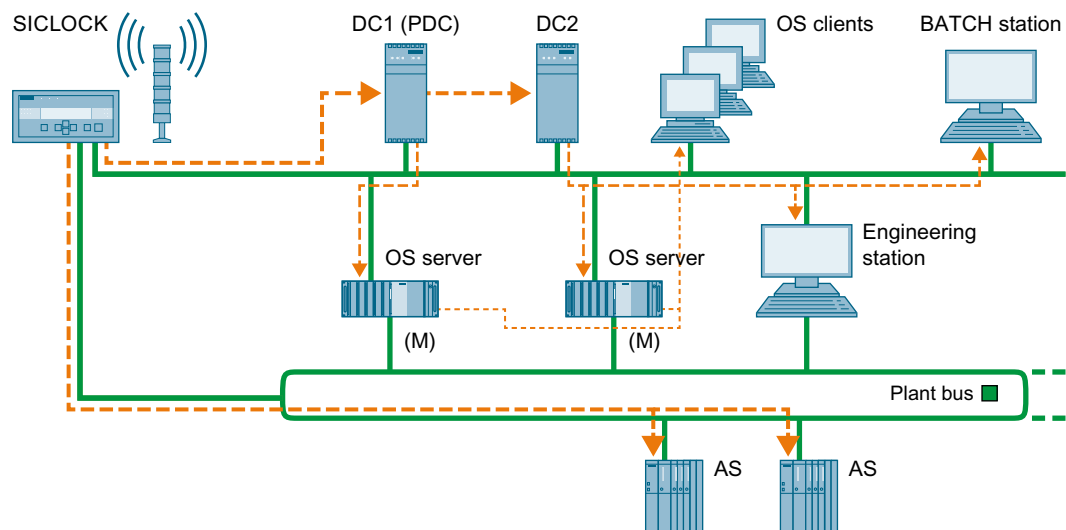 SICLOCK
DC1 (PDC)
DC2
OS clients
BATCH station
OS server
OS server
Engineering
station
(M)
(M)
Plant bus
AS
AS